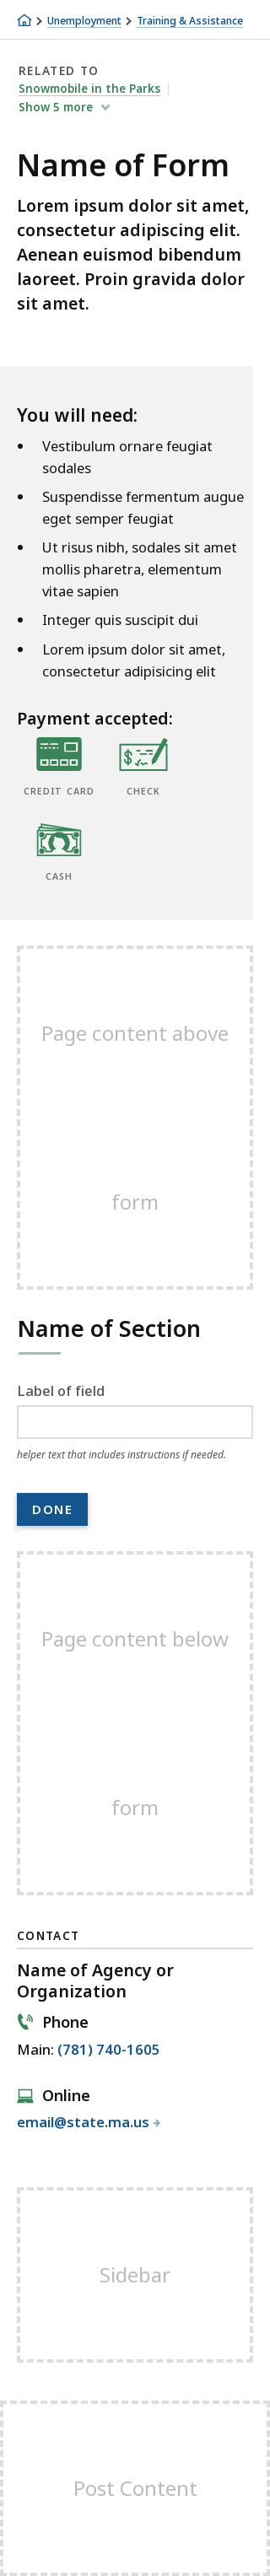 Unemployment
Training & Assistance
RELATED TO
Snowmobile in the Parks
Show 5 more
Name of Form
Lorem ipsum dolor sit amet,
consectetur adipiscing elit.
Aenean euismod bibendum
laoreet. Proin gravida dolor
sit amet.
You will need:
Vestibulum ornare feugiat
sodales
Suspendisse fermentum augue
eget semper feugiat
Ut risus nibh, sodales sit amet
mollis pharetra, elementum
vitae sapien
Integer quis suscipit dui
Lorem ipsum dolor sit amet,
consectetur adipisicing elit
Payment accepted:
CREDIT CARD
CHECK
CASH
Page content above
form
Name of Section
Label of field
helper text that includes instructions if needed.
DONE
Page content below
form
CONTACT
Name of Agency or
Organization
Phone
Main: (781) 740-1605
Online
email@state.ma.us
Sidebar
Post Content